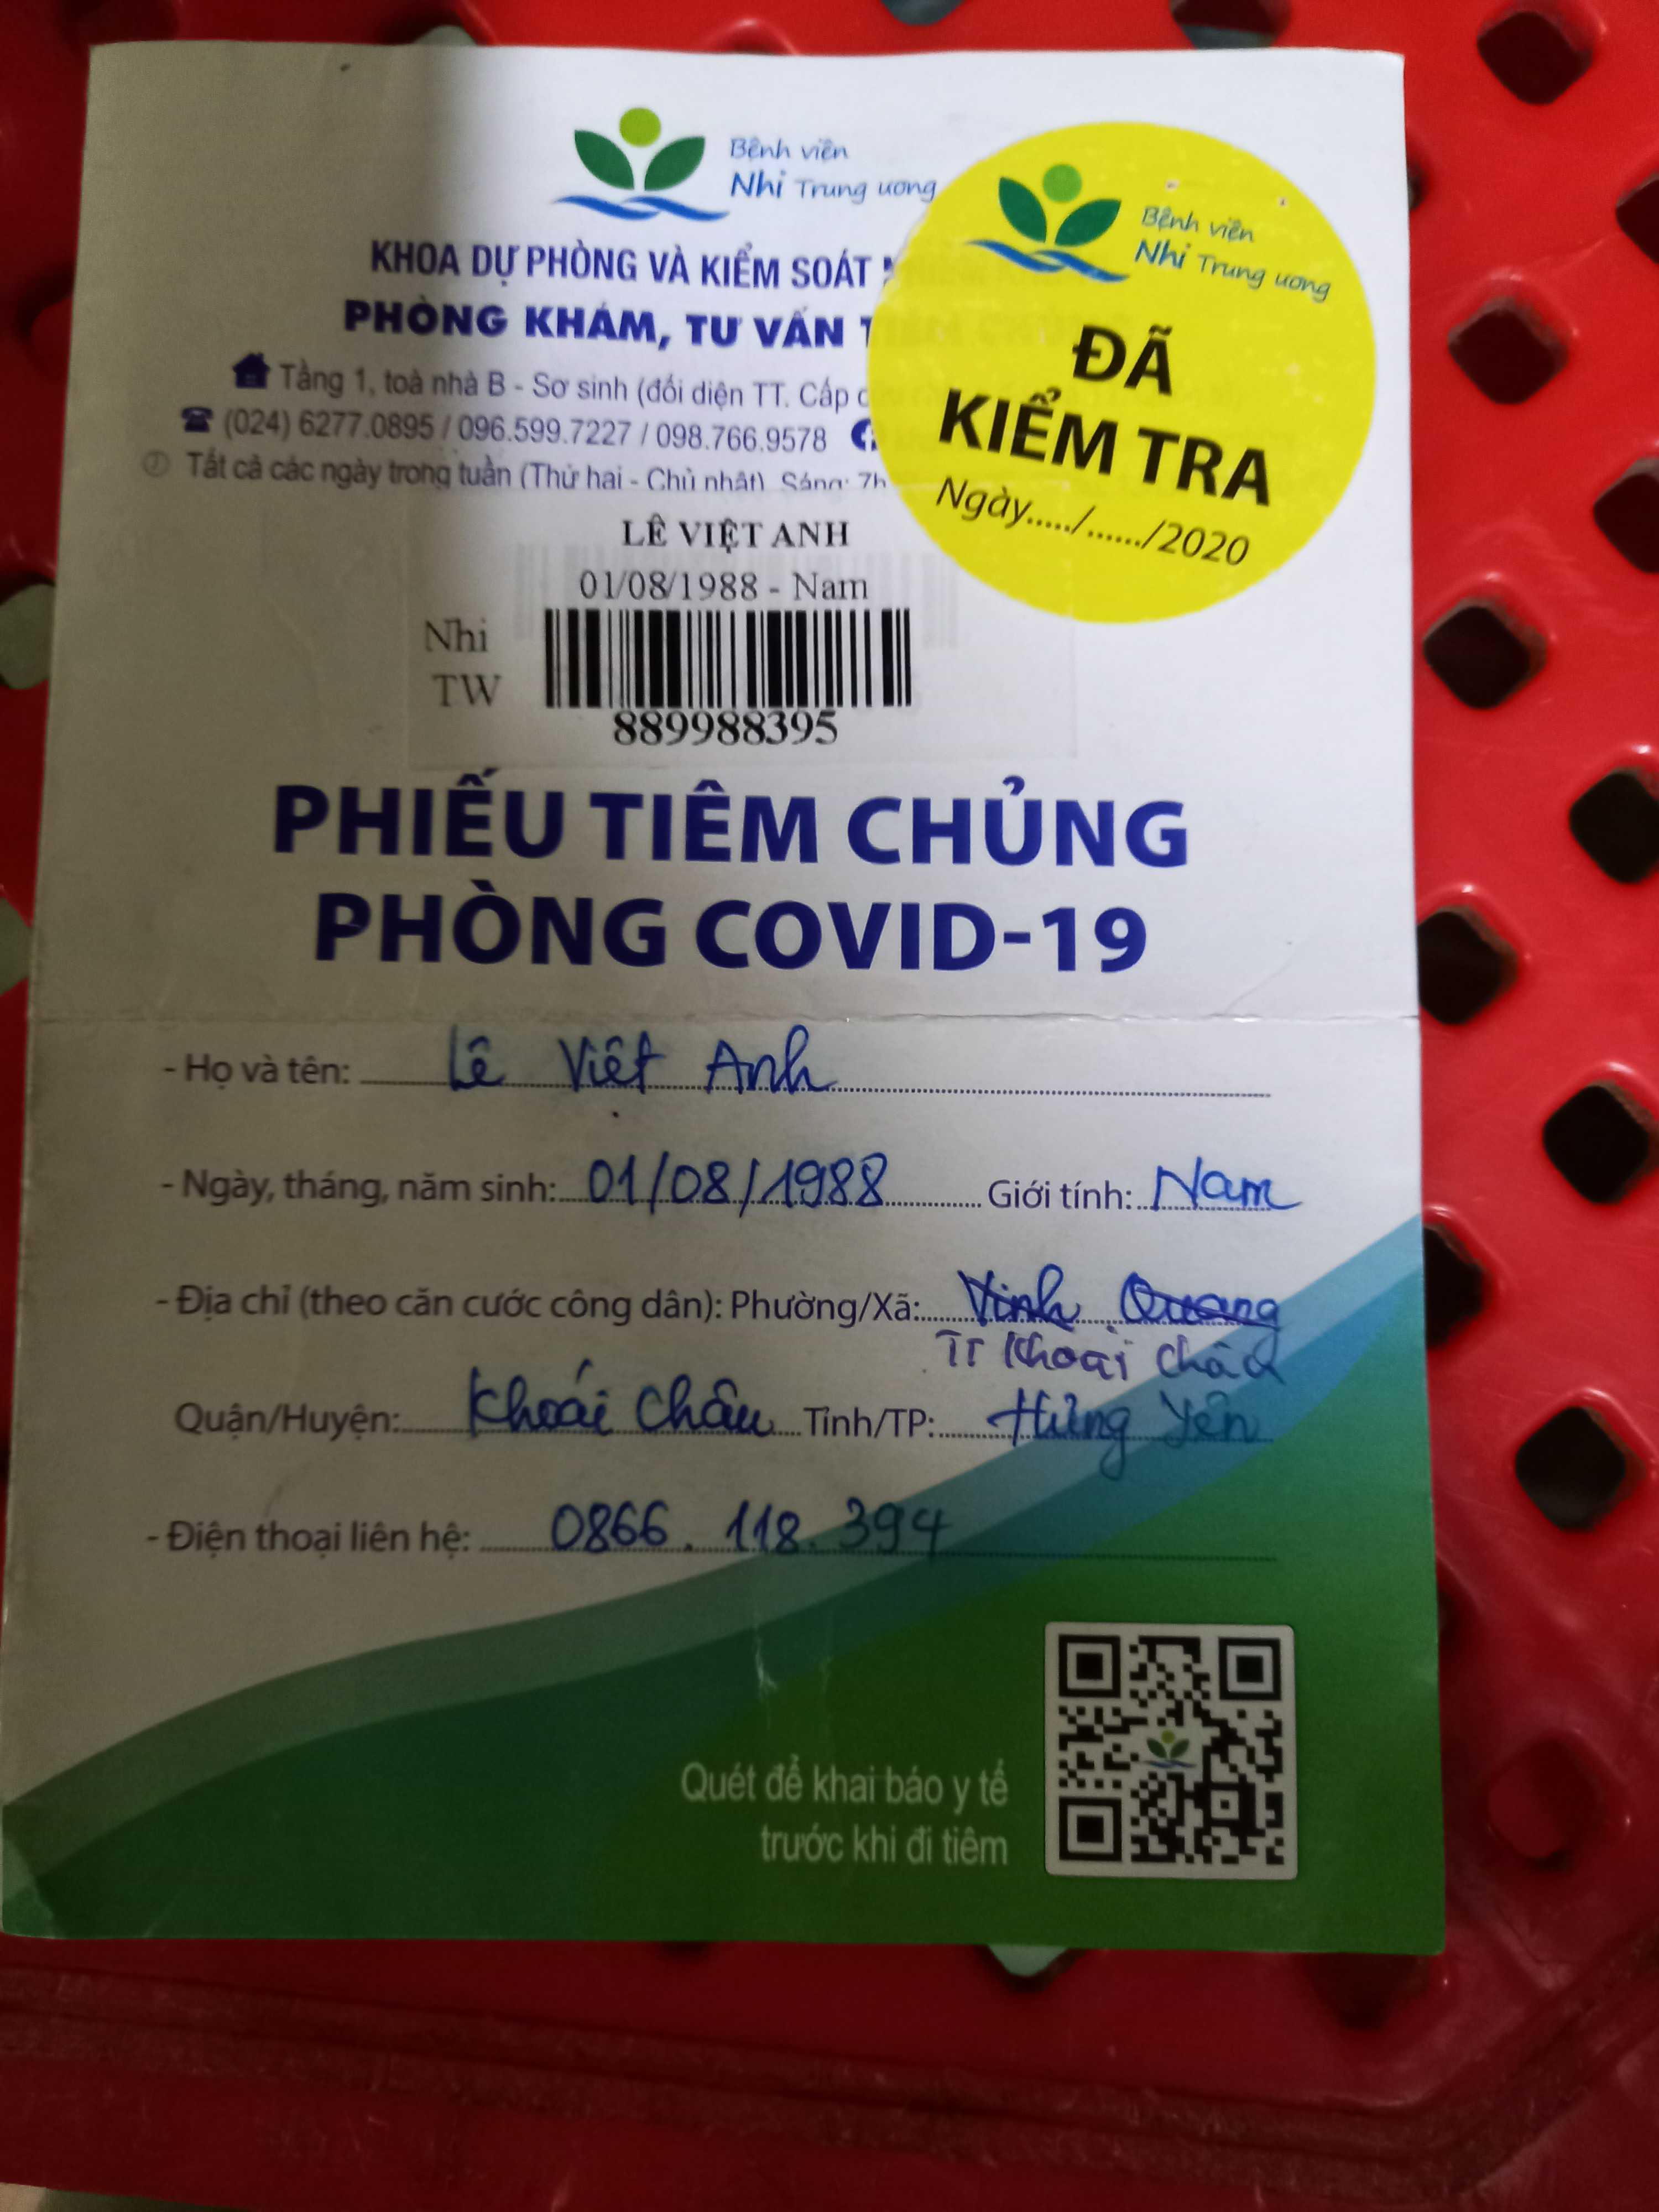 Bệnh viện
Nhi Trung ương
KHOA DỰ PHÒNG VÀ KIỂM SOÁT
PHÒNG KHÁM, TƯ VẤN
Tầng 1, toà nhà B - Sơ sinh (đối diện TT. Cấp
(024) 6277.0895 / 096.599.7227 / 098.766.9578
Tất cả các ngày trong tuần (Thứ hai - Chủ nhật) Sáng: 7h
Bệnh viện
Nhi Trung ương
ĐÃ
KIỂM TRA
Ngày...../....../2020
LÊ VIỆT ANH
01/08/1988 - Nam
Nhi
TW
889988395
PHIẾU TIÊM CHỦNG
PHÒNG COVID-19
- Họ và tên: Lê Việt Anh
- Ngày, tháng, năm sinh: 01/08/1988 Giới tính: Nam
- Địa chỉ (theo căn cước công dân): Phường/Xã: Vinh Quang
TT Khoái Châu
Quận/Huyện: Khoái Châu Tỉnh/TP: Hưng Yên
- Điện thoại liên hệ: 0866.118.394
Quét để khai báo y tế
trước khi đi tiêm